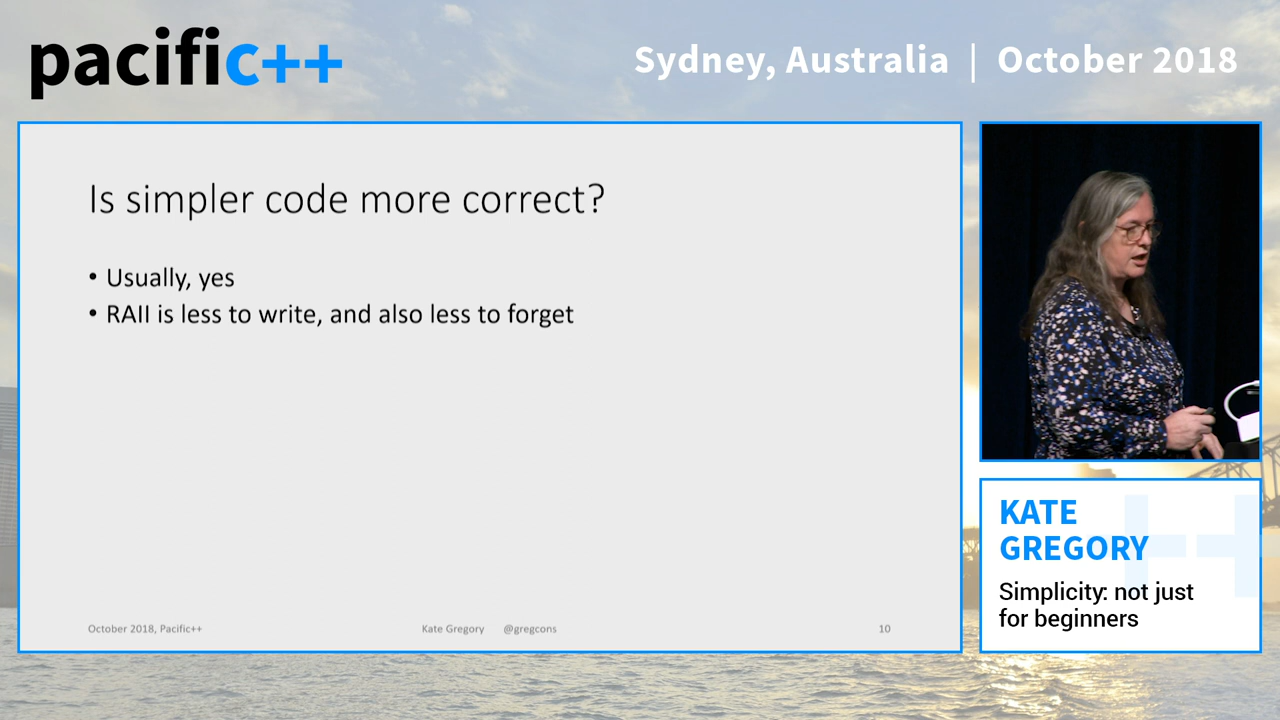 pacific++
Sydney, Australia | October 2018
Is simpler code more correct?
• Usually, yes
• RAII is less to write, and also less to forget
October 2018, Pacific++
Kate Gregory @gregcons
10
KATE
GREGORY
Simplicity: not just
for beginners